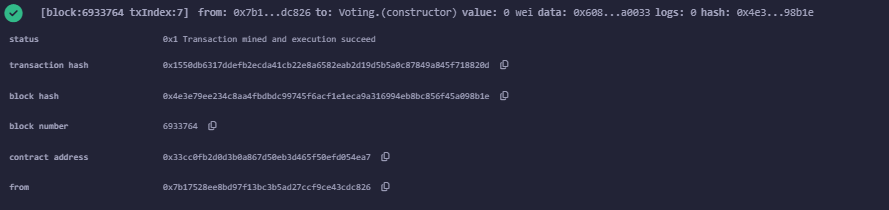 [block:6933764 txIndex:7] from: 0x7b1...dc826 to: Voting.(constructor) value: 0 wei data: 0x608...a0033 logs: 0 hash: 0x4e3...98b1e
status 0x1 Transaction mined and execution succeed
transaction hash 0x1550db6317ddefb2ecda41cb22e8a6582eab2d19d5b5a0c87849a845f718820d
block hash 0x4e3e79ee234c8aa4fbdbdc99745f6acf1e1eca9a316994eb8bc856f45a098b1e
block number 6933764
contract address 0x33cc0fb2d0d3b0a867d50eb3d465f50efd054ea7
from 0x7b17528ee8bd97f13bc3b5ad27ccf9ce43cdc826